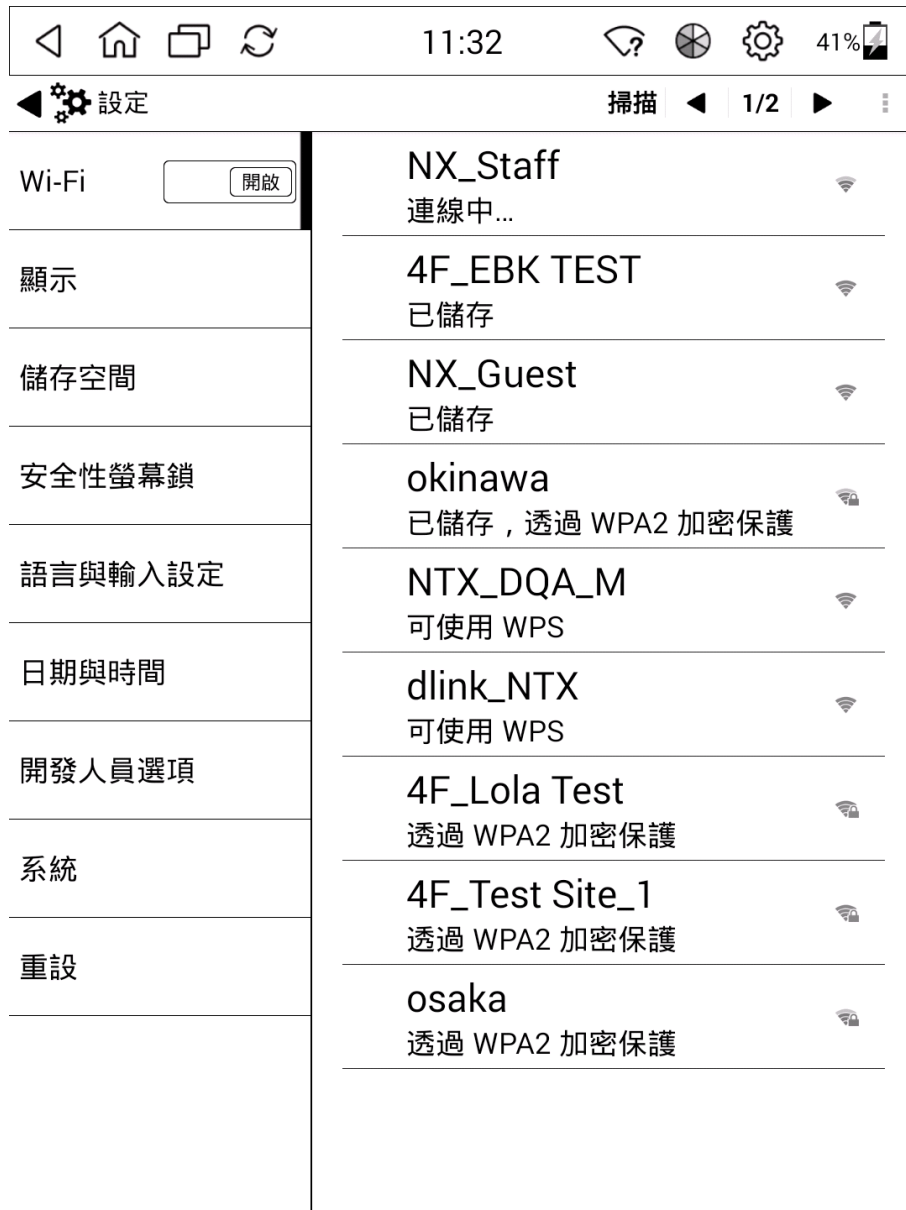 11:32
41%
設定
掃描
1/2
Wi-Fi
開啟
顯示
儲存空間
安全性螢幕鎖
語言與輸入設定
日期與時間
開發人員選項
系統
重設
NX_Staff
連線中...
4F_EBK TEST
已儲存
NX_Guest
已儲存
okinawa
已儲存，透過 WPA2 加密保護
NTX_DQA_M
可使用 WPS
dlink_NTX
可使用 WPS
4F_Lola Test
透過 WPA2 加密保護
4F_Test Site_1
透過 WPA2 加密保護
osaka
透過 WPA2 加密保護